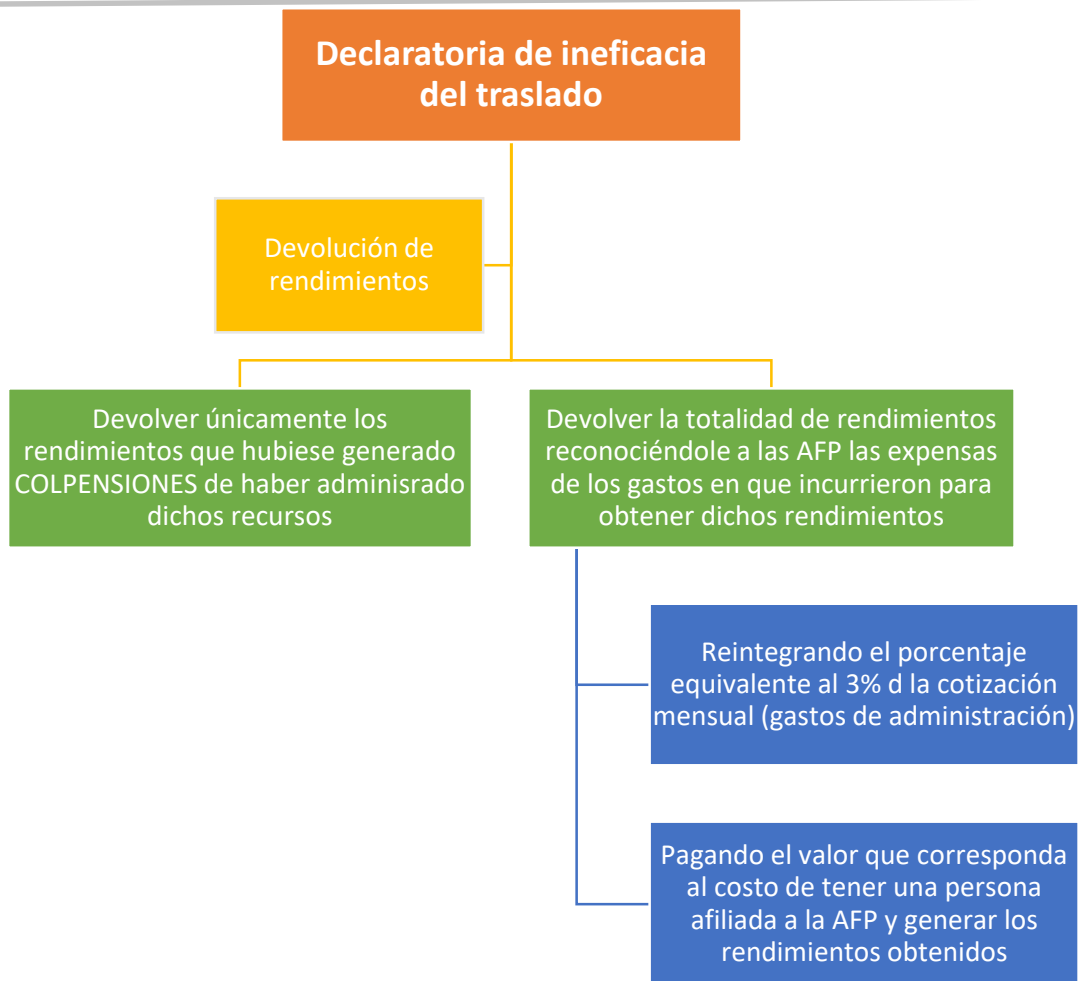 Declaratoria de ineficacia
del traslado
Devolución de
rendimientos
Devolver únicamente los
rendimientos que hubiese generado
COLPENSIONES de haber adminisrado
dichos recursos
Devolver la totalidad de rendimientos
reconociéndole a las AFP las expensas
de los gastos en que incurrieron para
obtener dichos rendimientos
Reintegrando el porcentaje
equivalente al 3% d la cotización
mensual (gastos de administración)
Pagando el valor que corresponda
al costo de tener una persona
afiliada a la AFP y generar los
rendimientos obtenidos